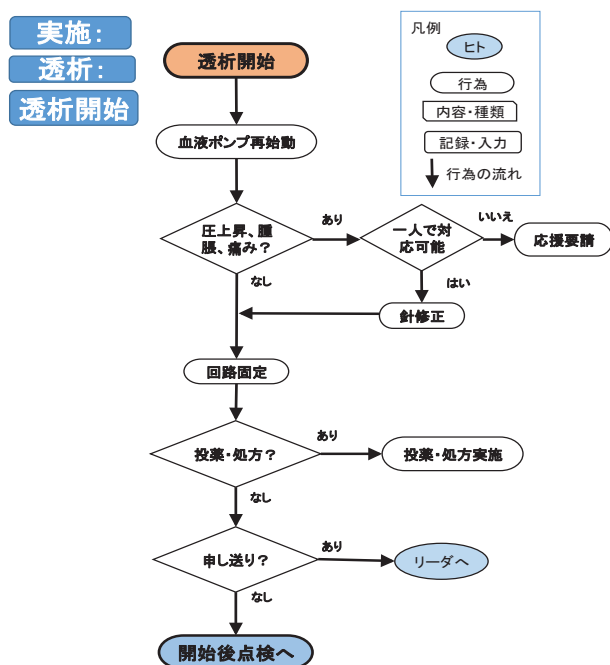 実施:
透析:
透析開始
透析開始
凡例
ヒト
行為
内容・種類
記録・入力
行為の流れ
血液ポンプ再始動
圧上昇、腫
脹、痛み?
あり
一人で対
応可能
いいえ
応援要請
なし
はい
針修正
回路固定
投薬・処方?
あり
投薬・処方実施
なし
申し送り?
あり
リーダへ
なし
開始後点検へ